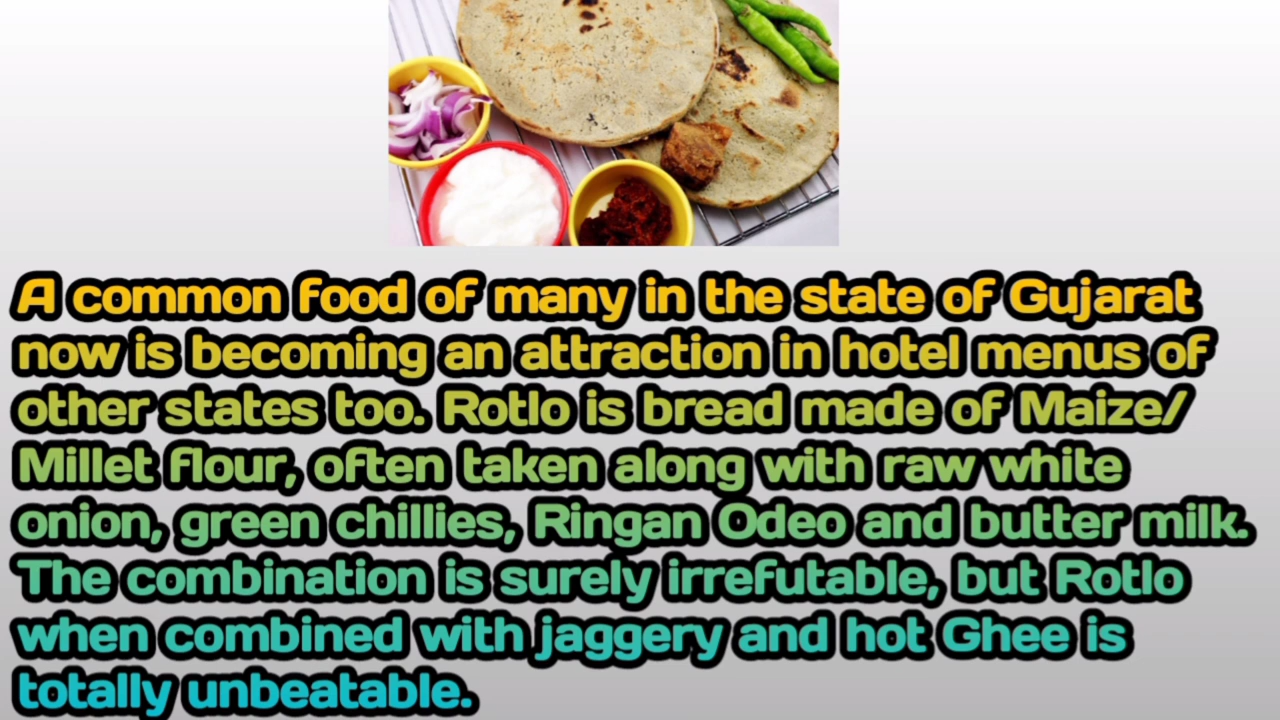 A common food of many in the state of Gujarat
now is becoming an attraction in hotel menus of
other states too. Rotlo is bread made of Maize/
Millet flour, often taken along with raw white
onion, green chillies, Ringan Odeo and butter milk.
The combination is surely irrefutable, but Rotlo
when combined with jaggery and hot Ghee is
totally unbeatable.